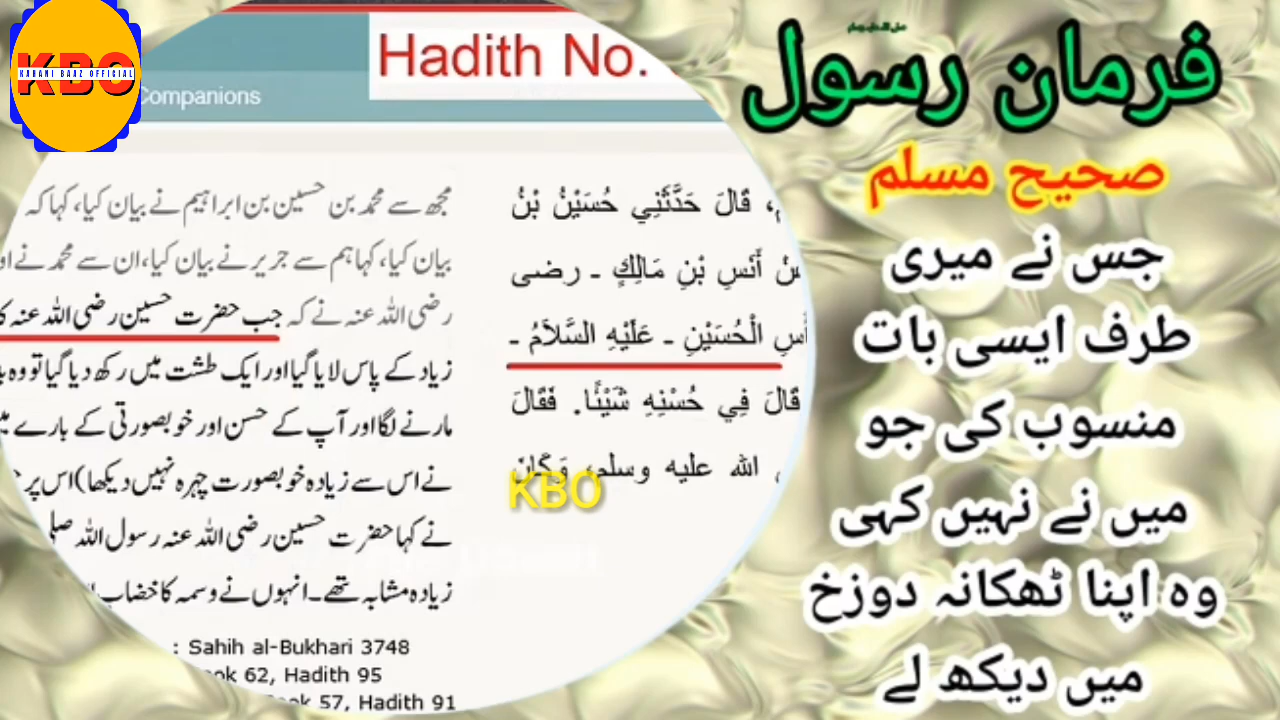 KBO
KAHANI BAAZ OFFICIAL
Hadith No.
Companions
مجھ سے محمد بن حسین بن ابراہیم نے بیان کیا، کہا کہ
بیان کیا، کہا ہم سے جریر نے بیان کیا، ان سے محمد نے
رضی اللہ عنہ نے کہ جب حضرت حسین رضی اللہ عنہ
زیاد کے پاس لایا گیا اور ایک طشت میں رکھ دیا گیا تو وہ
مارنے لگا اور آپ کے حسن اور خوبصورتی کے بارے
نے اس سے زیادہ خوبصورت چہرہ نہیں دیکھا) اس پر
نے کہا حضرت حسین رضی اللہ عنہ رسول اللہ
زیادہ مشابہ تھے۔ انہوں نے وسمہ کا خضاب
، قَالَ حَدَّثَنِي حُسَيْنُ بْنُ
أَنَسِ بْنِ مَالِكٍ ـ رضى
الْحُسَيْنِ ـ عَلَيْهِ السَّلاَمُ ـ
قَالَ فِي حُسْنِهِ شَيْئًا. فَقَالَ
الله عليه وسلم، وَكَانَ
KBO
: Sahih al-Bukhari 3748
62, Hadith 95
57, Hadith 91
فرمان رسول
صحیح مسلم
جس نے میری
طرف ایسی بات
منسوب کی جو
میں نے نہیں کہی
وہ اپنا ٹھکانہ دوزخ
میں دیکھ لے